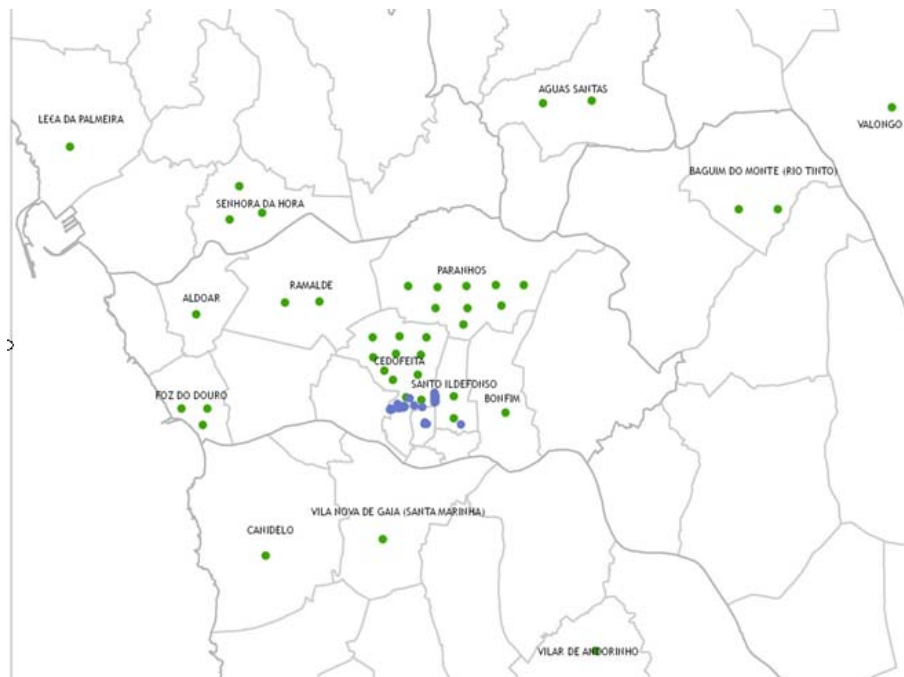 AGUAS SANTAS
LE€A DA PALMEIRA
VALONGO
BAGUIM DO MONTE (RIO TINTO)
SENHORA DA HORA
PARANHOS
RAMALDE
ALDOAR
CEDOFEITA
SANTO ILDEFONSO
FOZ DO DOURO
BONFIM
VILA NOVA DE GAIA (SANTA MARINHA)
CANIDELO
VILAR DE ANDORINHO